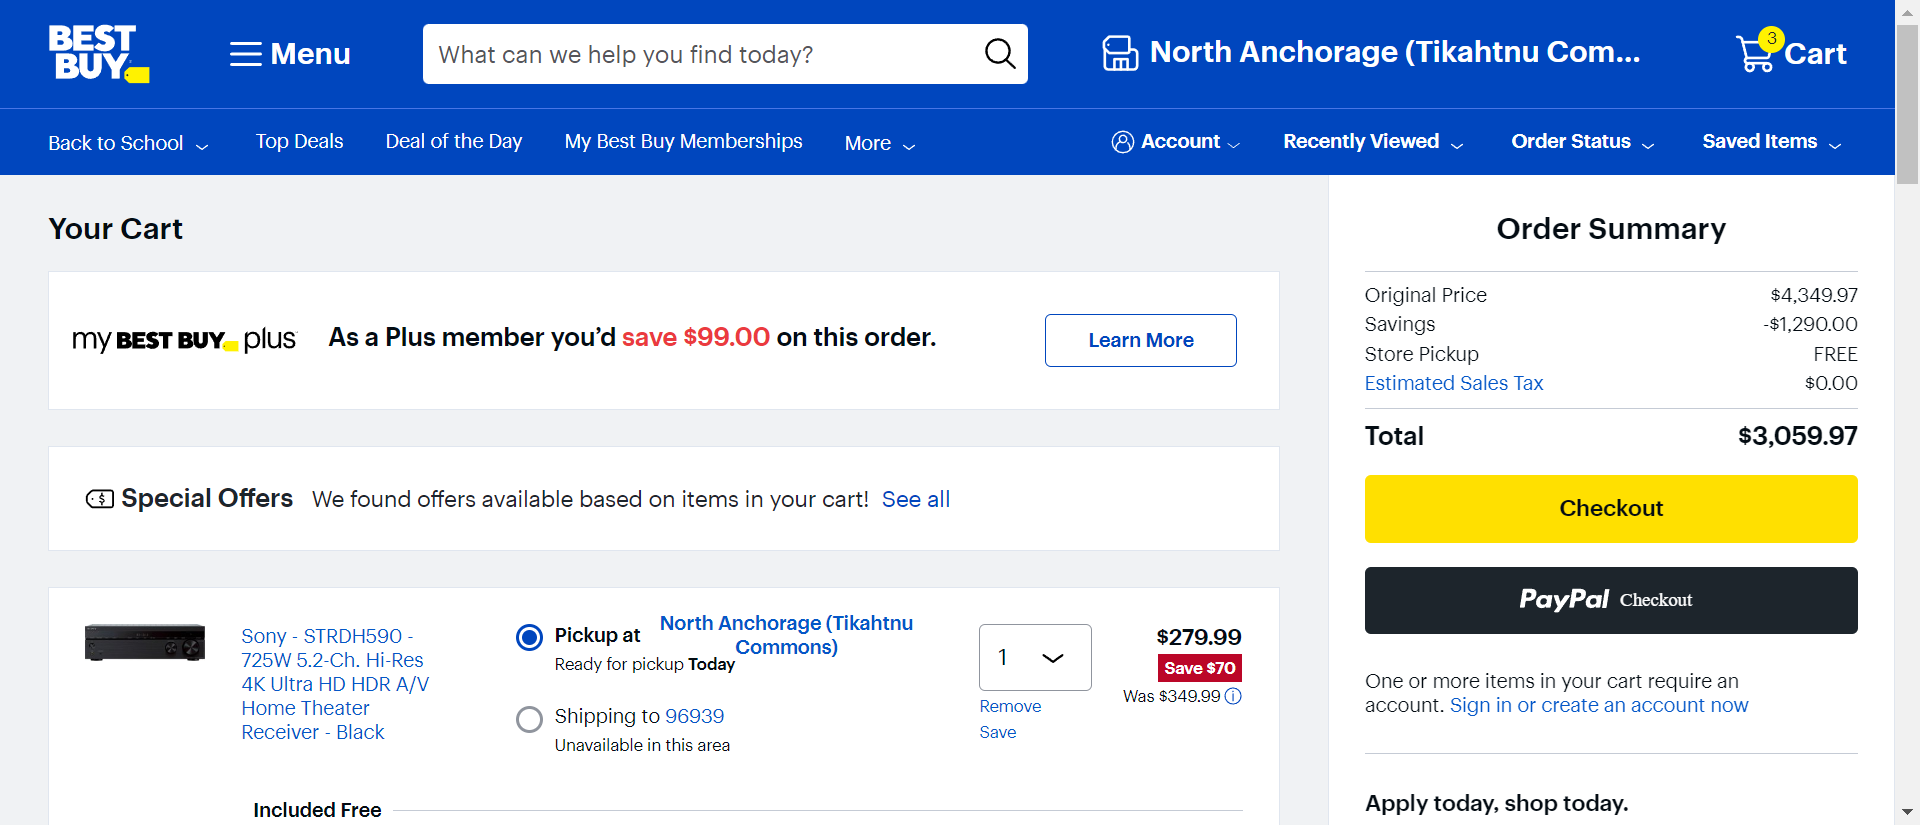 BEST BUY
Menu
What can we help you find today?
North Anchorage (Tikahtnu Com...
3
Cart
Back to School
Top Deals
Deal of the Day
My Best Buy Memberships
More
Account
Recently Viewed
Order Status
Saved Items
Your Cart
my BEST BUY plus
As a Plus member you’d save $99.00 on this order.
Learn More
Special Offers We found offers available based on items in your cart! See all
Sony - STRDH590 -
725W 5.2-Ch. Hi-Res
4K Ultra HD HDR A/V
Home Theater
Receiver - Black
Pickup at North Anchorage (Tikahtnu
Commons)
Ready for pickup Today
Shipping to 96939
Unavailable in this area
1
Remove
Save
$279.99
Save $70
Was $349.99
Included Free
Order Summary
Original Price $4,349.97
Savings -$1,290.00
Store Pickup FREE
Estimated Sales Tax $0.00
Total $3,059.97
Checkout
PayPal Checkout
One or more items in your cart require an
account. Sign in or create an account now
Apply today, shop today.